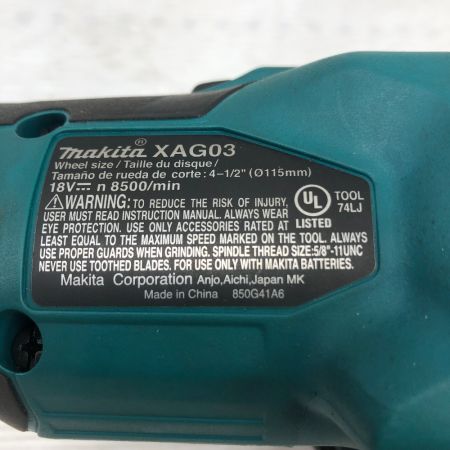 makita® XAG03
Wheel size / Taille du disque /
Tamaño de rueda de corte : 4-1/2" (Ø115mm)
18V⎓ n 8500/min
⚠WARNING: TO REDUCE THE RISK OF INJURY,
USER MUST READ INSTRUCTION MANUAL. ALWAYS WEAR
EYE PROTECTION. USE ONLY ACCESSORIES RATED AT
LEAST EQUAL TO THE MAXIMUM SPEED MARKED ON THE TOOL. ALWAYS
USE PROPER GUARDS WHEN GRINDING. SPINDLE THREAD SIZE:5/8"-11UNC
NEVER USE TOOTHED BLADES. FOR USE ONLY WITH MAKITA BATTERIES.
UL
LISTED
TOOL
74LJ
Makita Corporation Anjo,Aichi,Japan MK
Made in China 850G41A6